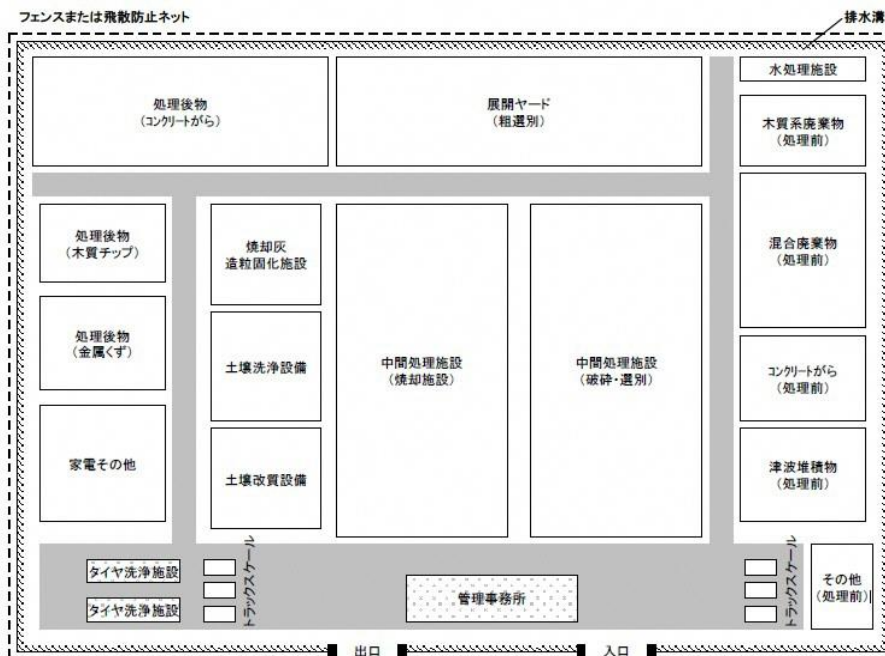 フェンスまたは飛散防止ネット
排水溝
処理後物
(コンクリートがら)
展開ヤード
(粗選別)
水処理施設
木質系廃棄物
(処理前)
処理後物
(木質チップ)
焼却灰
造粒固化施設
混合廃棄物
(処理前)
処理後物
(金属くず)
土壌洗浄設備
中間処理施設
(焼却施設)
中間処理施設
(破砕・選別)
コンクリートがら
(処理前)
家電その他
土壌改質設備
津波堆積物
(処理前)
タイヤ洗浄施設
タイヤ洗浄施設
トラックスケール
管理事務所
トラックスケール
その他
(処理前)
出口
入口